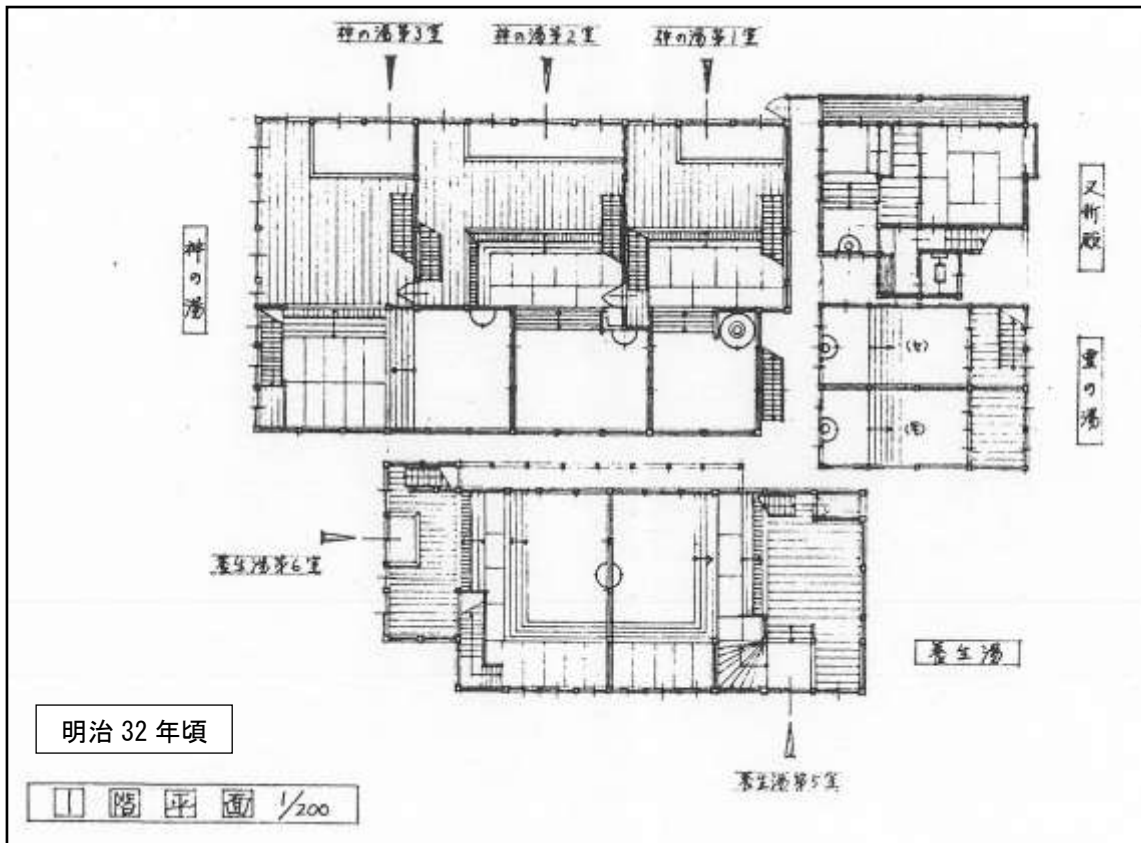 神の湯第3室
神の湯第2室
神の湯第1室
神の湯
又新殿
霊の湯
(女)
(男)
養生湯第6室
養生湯
養生湯第5室
明治32年頃
1階平面 1/200